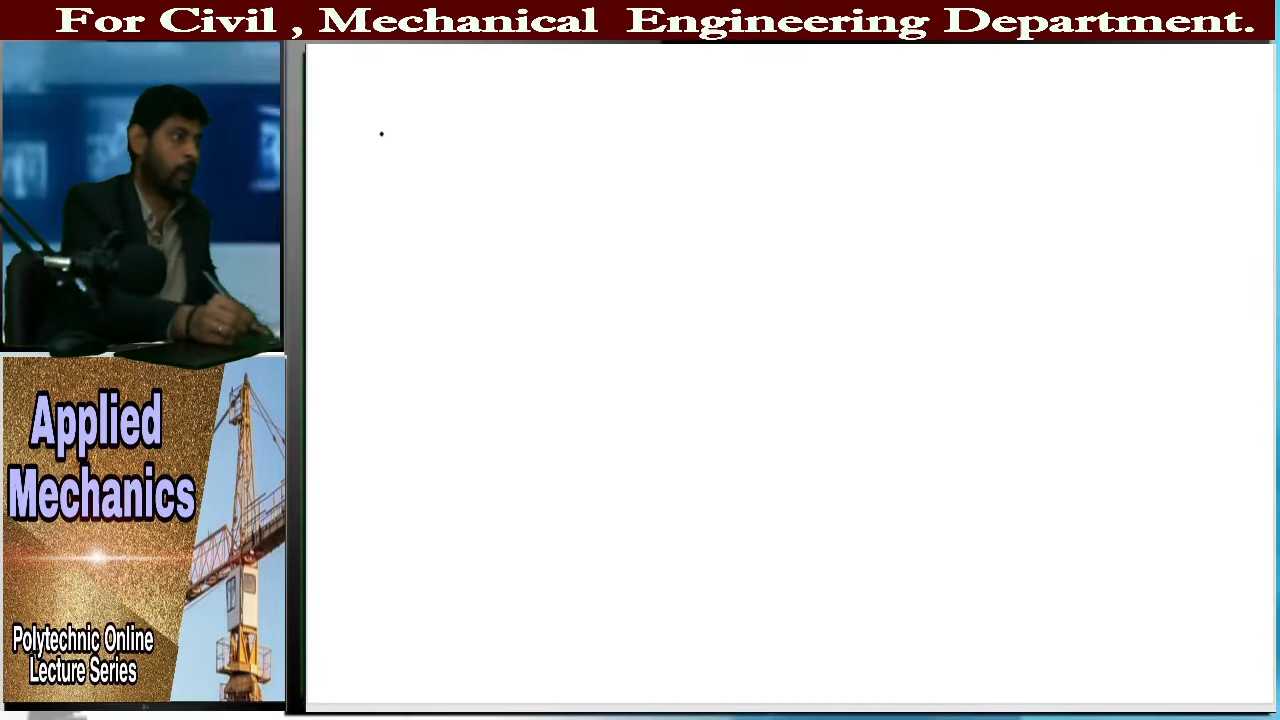 For Civil , Mechanical Engineering Department.
Applied
Mechanics
Polytechnic Online
Lecture Series